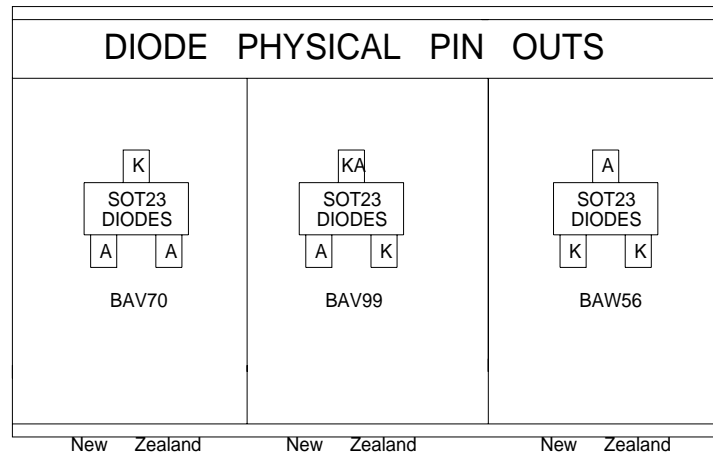 DIODE PHYSICAL PIN OUTS
K
SOT23
DIODES
A A
BAV70
KA
SOT23
DIODES
A K
BAV99
A
SOT23
DIODES
K K
BAW56
New Zealand
New Zealand
New Zealand